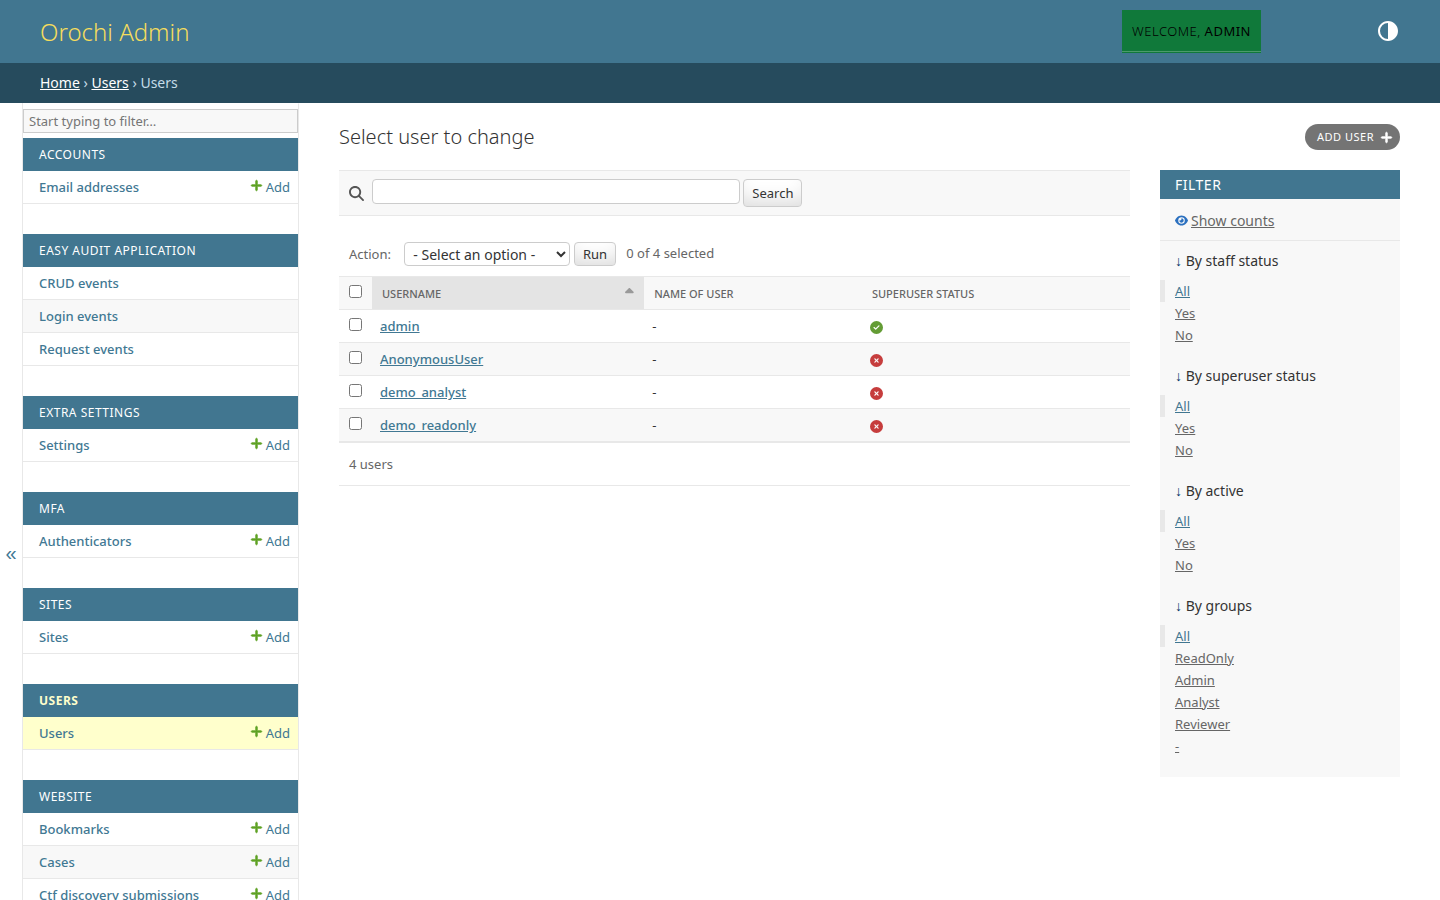 Orochi Admin
WELCOME, ADMIN
Home › Users › Users
Start typing to filter...
ACCOUNTS
Email addresses
Add
EASY AUDIT APPLICATION
CRUD events
Login events
Request events
EXTRA SETTINGS
Settings
Add
MFA
Authenticators
Add
SITES
Sites
Add
USERS
Users
Add
WEBSITE
Bookmarks
Add
Cases
Add
Ctf discovery submissions
Add
«
Select user to change
ADD USER
Search
Action: - Select an option - Run 0 of 4 selected
USERNAME NAME OF USER SUPERUSER STATUS
admin -
AnonymousUser -
demo_analyst -
demo_readonly -
4 users
FILTER
Show counts
↓ By staff status
All
Yes
No
↓ By superuser status
All
Yes
No
↓ By active
All
Yes
No
↓ By groups
All
ReadOnly
Admin
Analyst
Reviewer
-